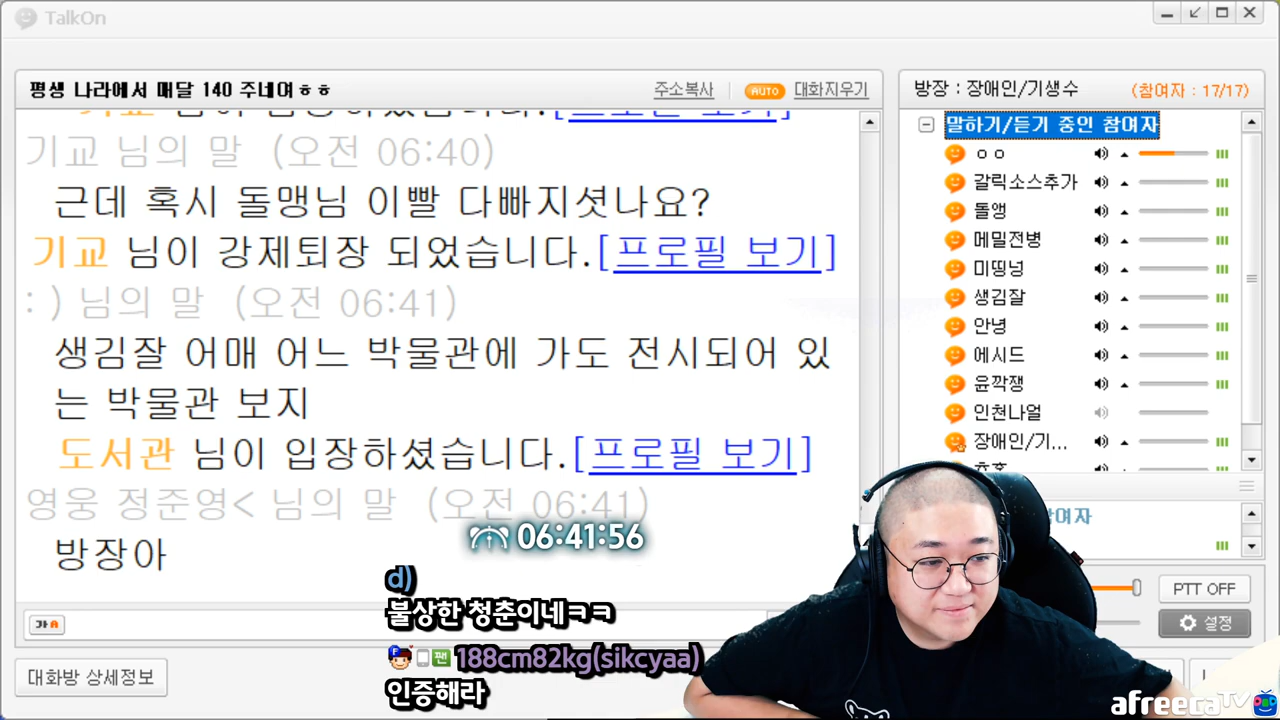 TalkOn
평생 나라에서 매달 140 주네여ㅎㅎ
주소복사
AUTO
대화지우기
기교 님의 말 (오전 06:40)
근데 혹시 돌맹님 이빨 다빠지셧나요?
기교 님이 강제퇴장 되었습니다.[프로필 보기]
: ) 님의 말 (오전 06:41)
생김잘 어매 어느 박물관에 가도 전시되어 있
는 박물관 보지
도서관 님이 입장하셨습니다.[프로필 보기]
영웅 정준영< 님의 말 (오전 06:41)
방장아
06:41:56
d)
불상한 청춘이네ㅋㅋ
팬 188cm82kg(sikcyaa)
인증해라
가A
대화방 상세정보
방장 : 장애인/기생수
(참여자 : 17/17)
말하기/듣기 중인 참여자
ㅇㅇ
갈릭소스추가
돌앵
메밀전병
미띵넝
생김잘
안녕
에시드
윤깍쟁
인천나얼
장애인/기...
여자
PTT OFF
설정
afreecaTV